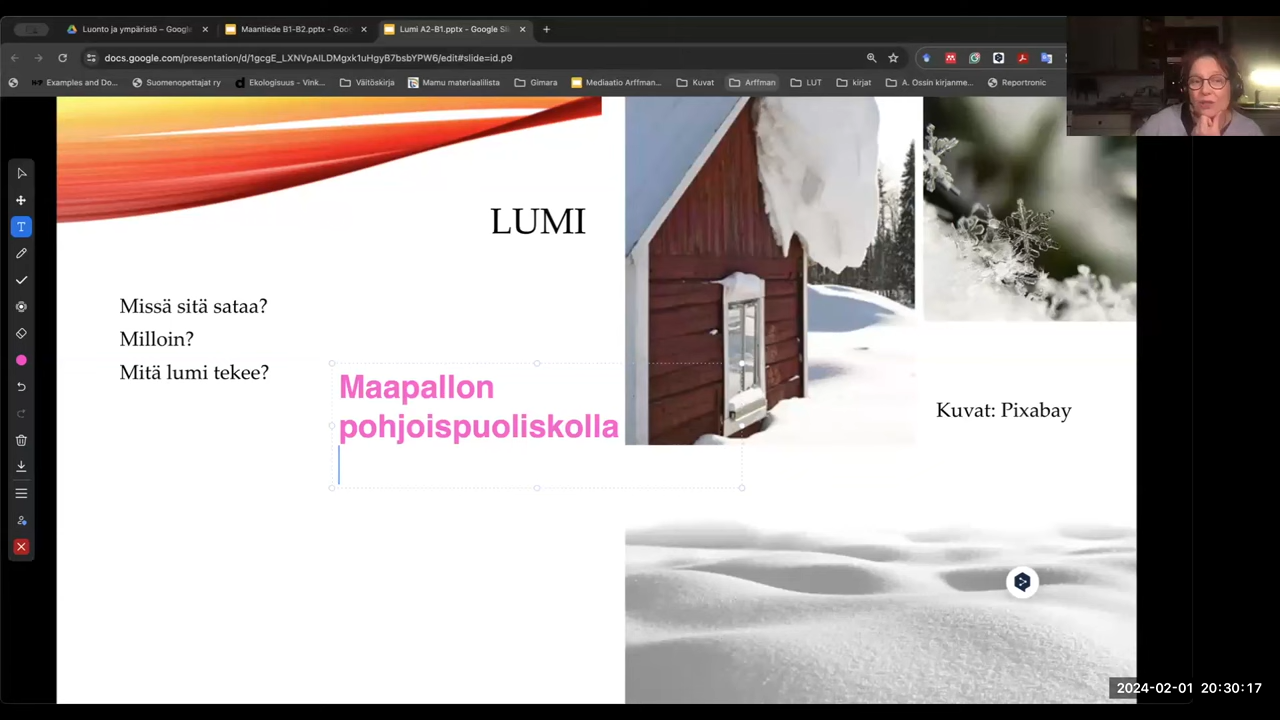 Luonto ja ympäristö – Google
Maantiede B1-B2.pptx - Goog
Lumi A2-B1.pptx - Google Sl
docs.google.com/presentation/d/1gcgE_LXNVpAILDMgxk1uHgyB7bsbYPW6/edit#slide=id.p9
Examples and Do...
Suomenopettajat ry
Ekologisuus - Vink...
Väitöskirja
Mamu materiaalilista
Gimara
Mediaatio Arffman...
Kuvat
Arffman
LUT
kirjat
A. Ossin kirjanme...
Reportronic
LUMI
Missä sitä sataa?
Milloin?
Mitä lumi tekee?
Maapallon
pohjoispuoliskolla
Kuvat: Pixabay
2024-02-01 20:30:17